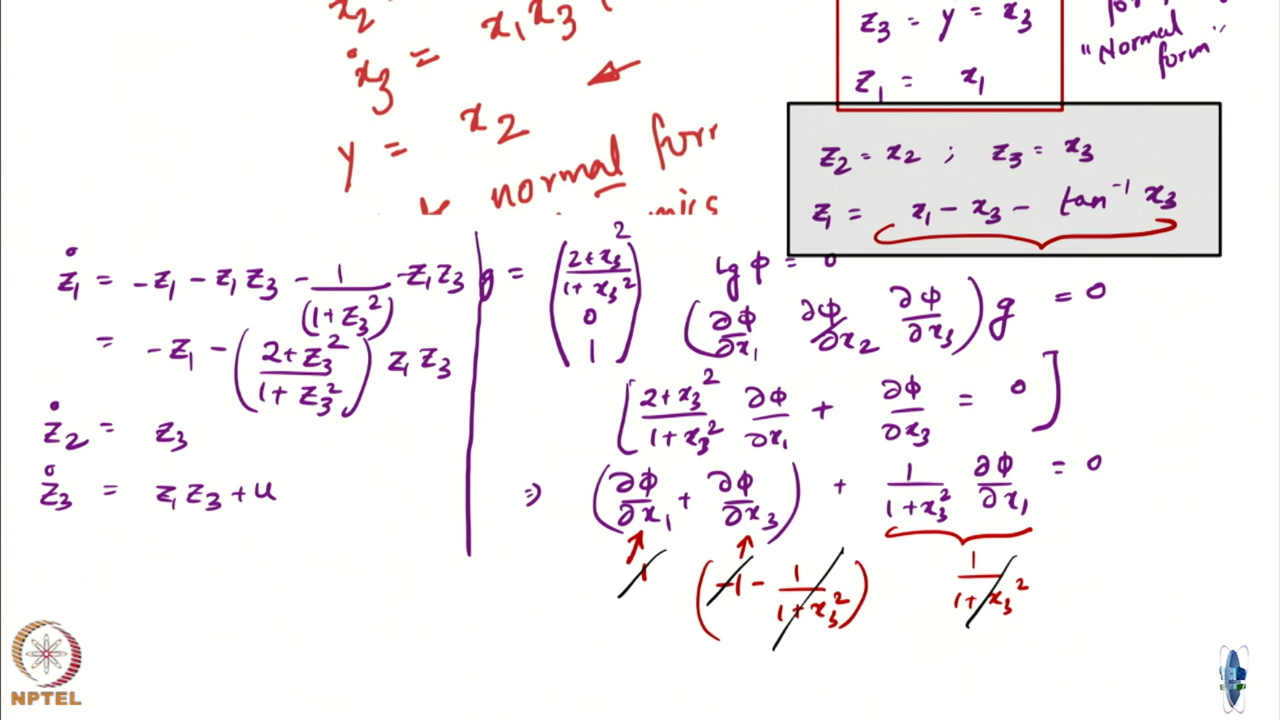 ẋ₂
ẋ₃ = x₁x₃
y = x₂
normal for
z₃ = y = x₃
z₁ = x₁
"Normal form"
z₂ = x₂ ; z₃ = x₃
z₁ = x₁ - x₃ - tan⁻¹ x₃
ż₁ = -z₁ - z₁z₃ - 1/(1+z₃²) - z₁z₃
= -z₁ - ((2+z₃²)/(1+z₃²)) z₁z₃
ż₂ = z₃
ż₃ = z₁z₃ + u
g = ((2+x₃²)/(1+x₃²) 0 1)
Lgφ = 0
(∂φ/∂x₁ ∂φ/∂x₂ ∂φ/∂x₃) g = 0
[(2+x₃²)/(1+x₃²) ∂φ/∂x₁ + ∂φ/∂x₃ = 0]
⇒ (∂φ/∂x₁ + ∂φ/∂x₃) + 1/(1+x₃²) ∂φ/∂x₁ = 0
1 (-1 - 1/(1+x₃²)) 1/(1+x₃²)
NPTEL